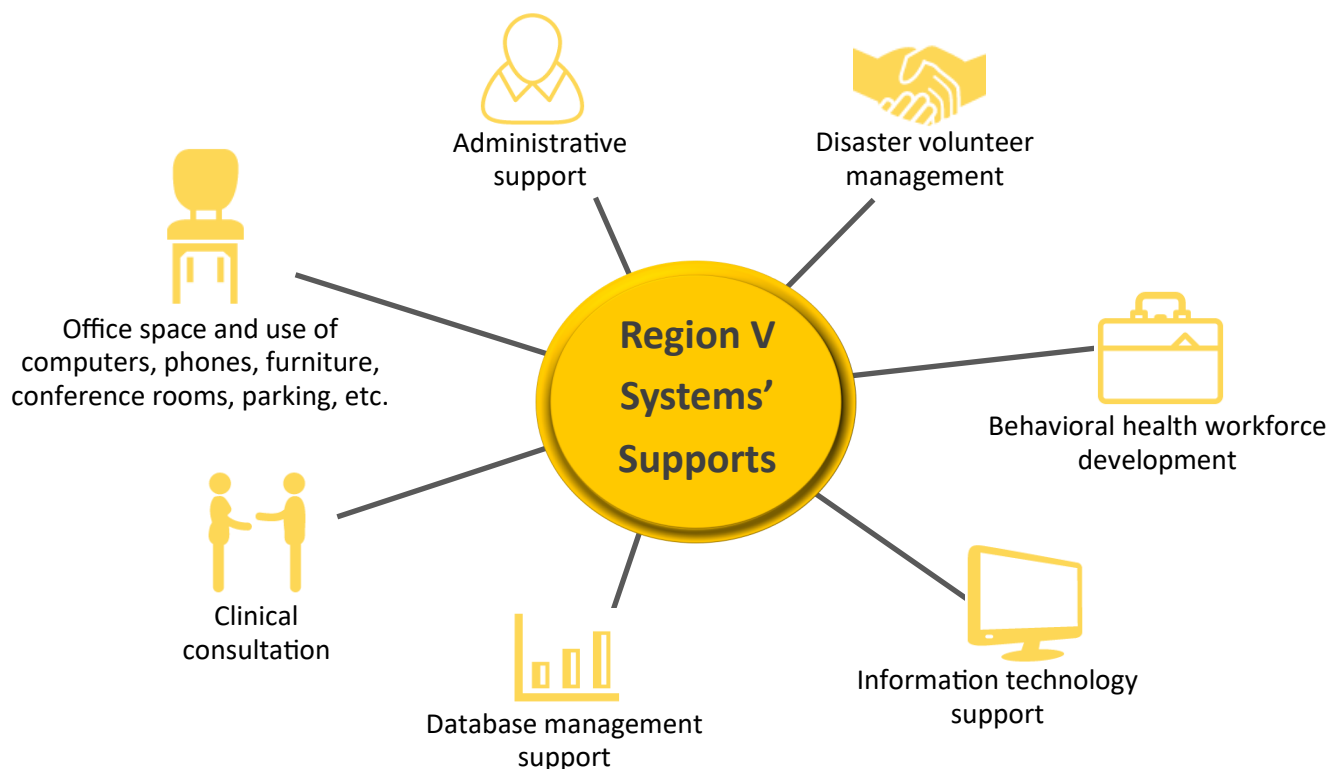 Administrative
support
Disaster volunteer
management
Office space and use of
computers, phones, furniture,
conference rooms, parking, etc.
Region V
Systems’
Supports
Behavioral health workforce
development
Clinical
consultation
Database management
support
Information technology
support